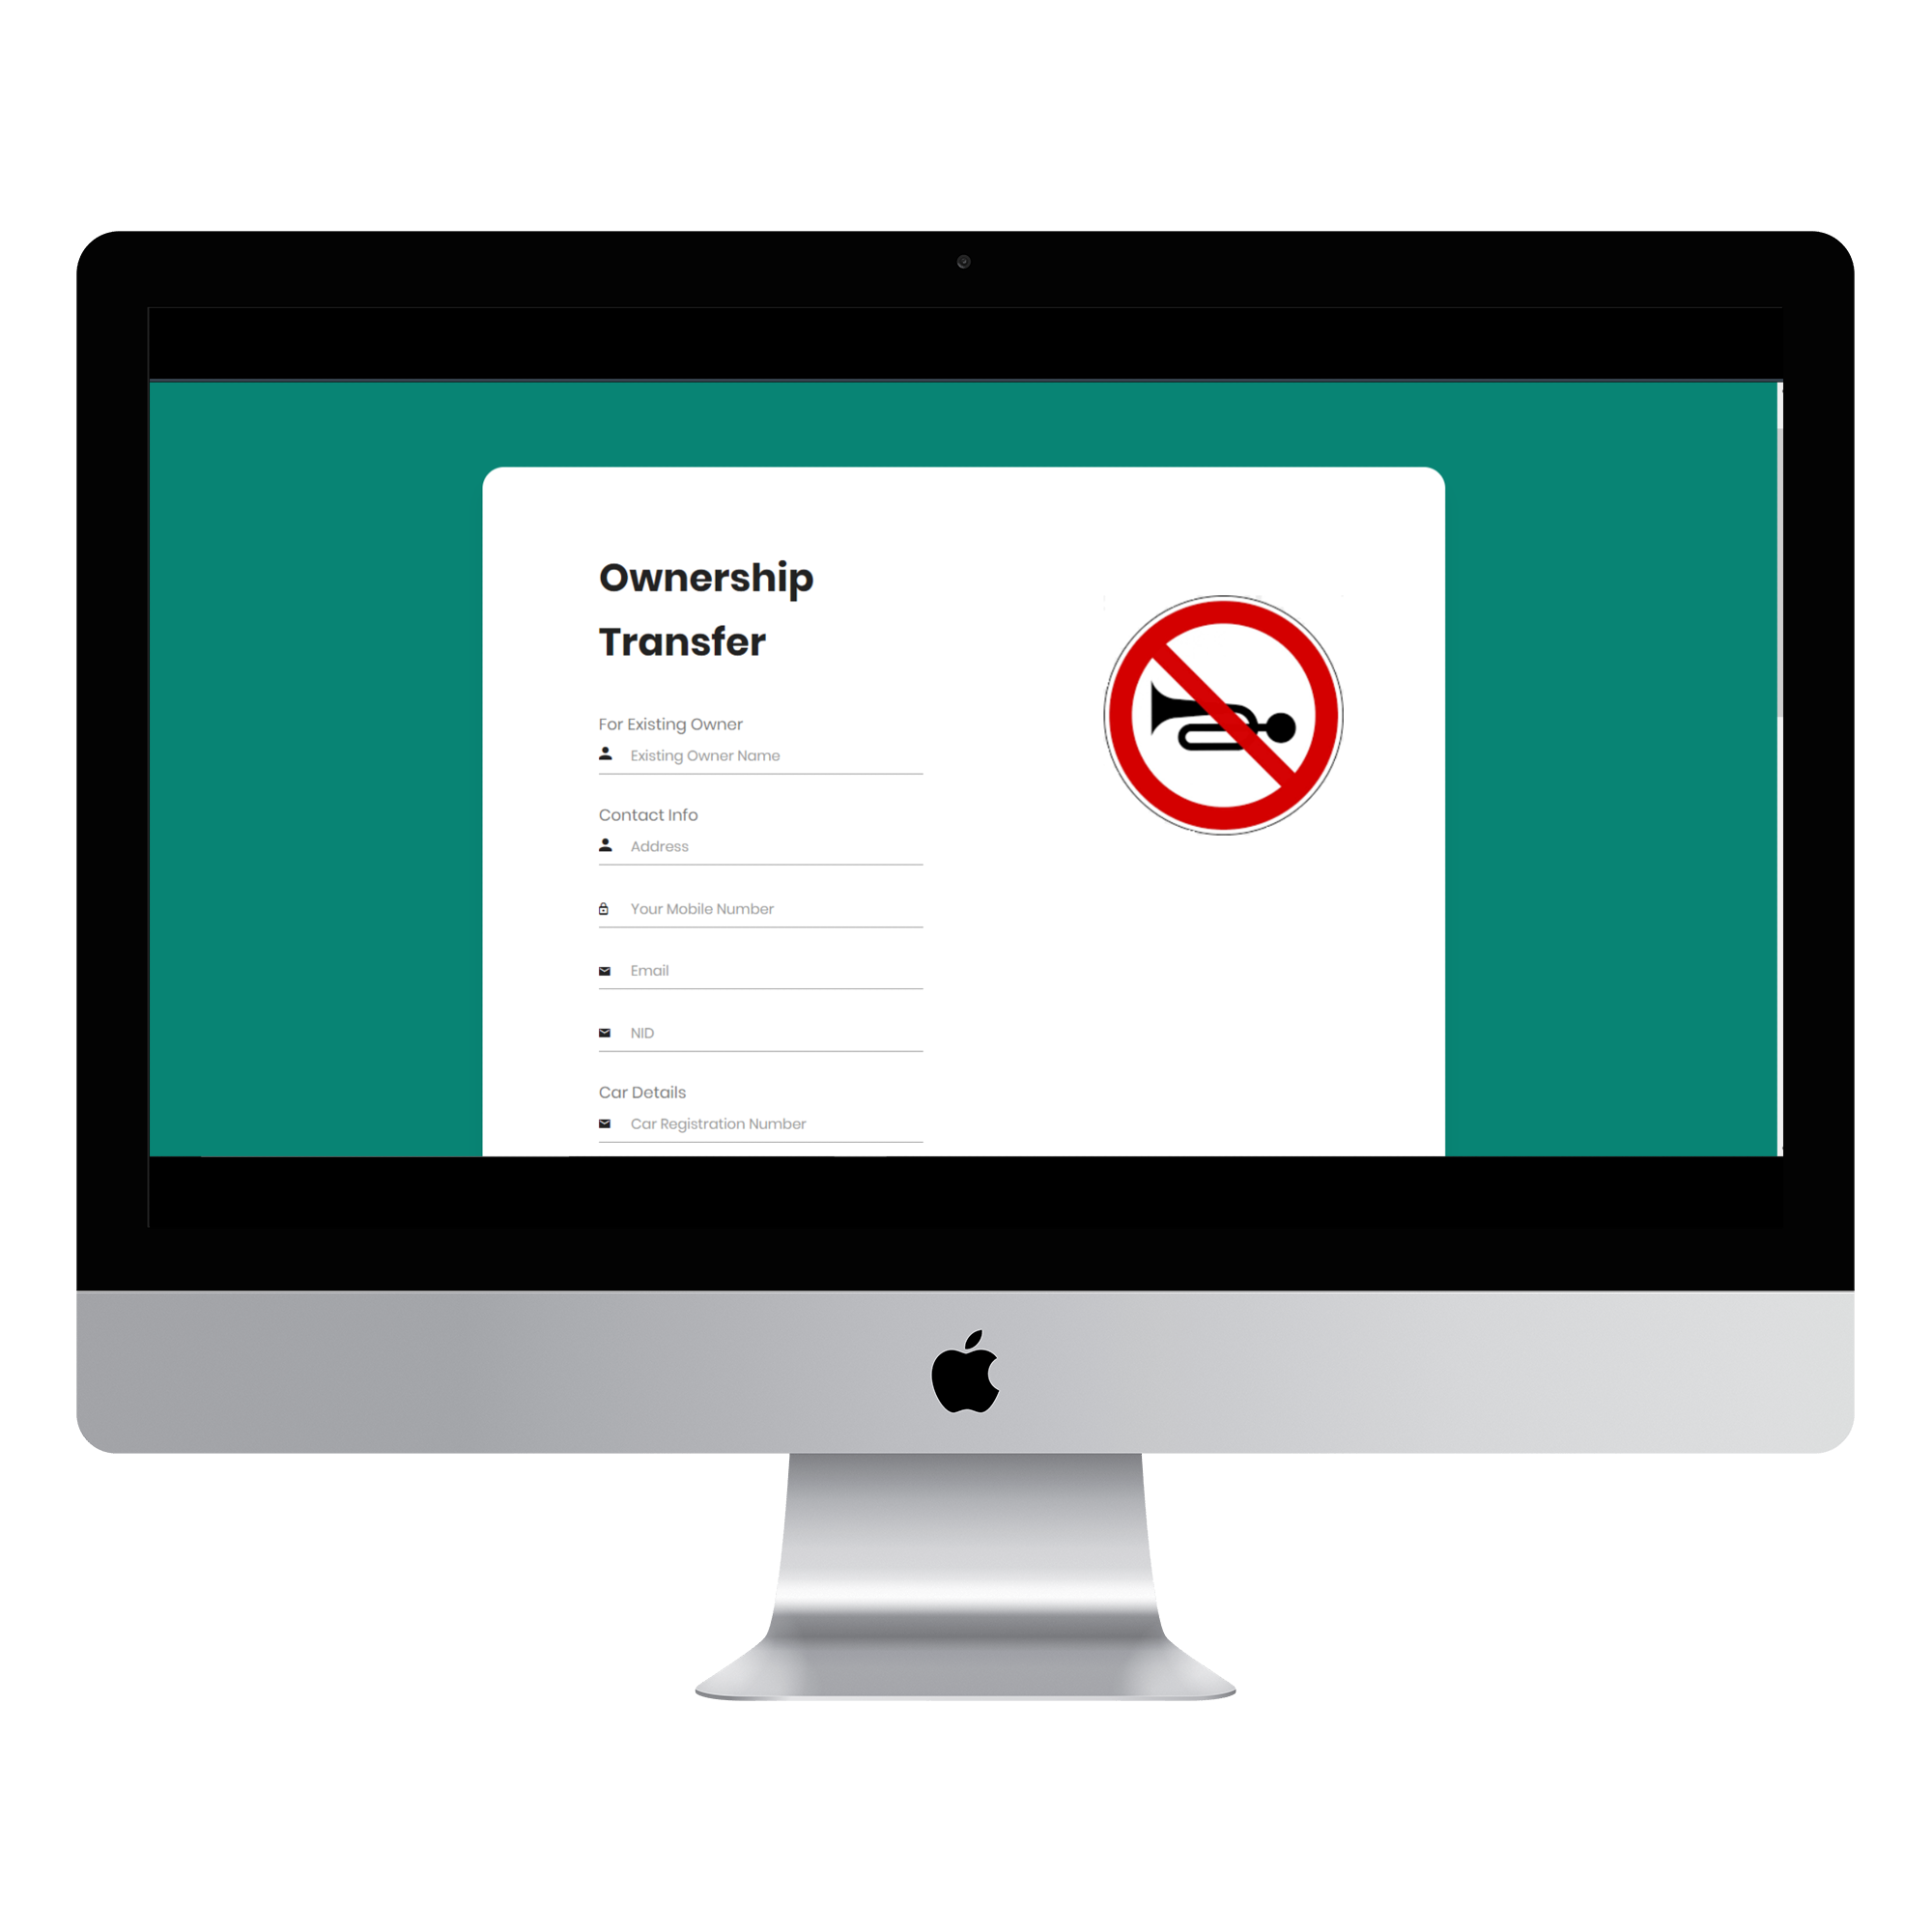 Ownership
Transfer
For Existing Owner
Existing Owner Name
Contact Info
Address
Your Mobile Number
Email
NID
Car Details
Car Registration Number